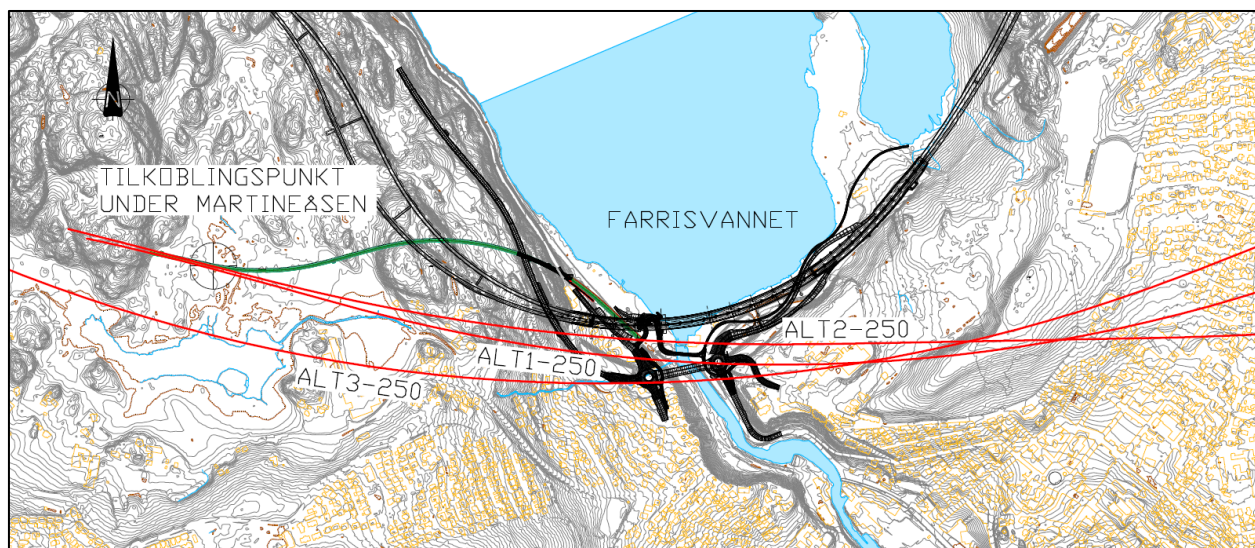 N
TILKOBLINGSPUNKT
UNDER MARTINEÅSEN
FARRISVANNET
ALT2-250
ALT1-250
ALT3-250